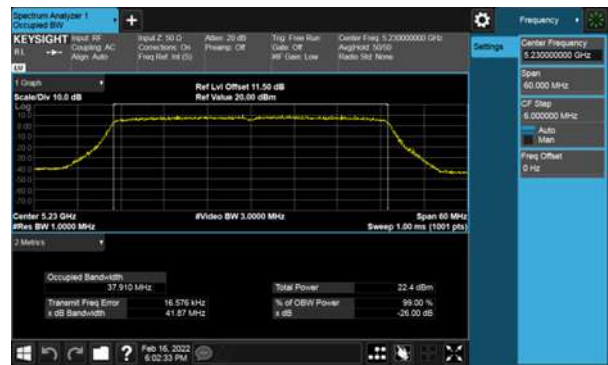 Spectrum Analyzer 1
Occupied BW
Frequency
KEYSIGHT Input: RF Input Z: 50 Ω Atten: 20 dB Trig: Free Run Center Freq: 5.230000000 GHz
Coupling: AC Corrections: On Preamp: Off Gate: Off Avg|Hold: 50/50
Align: Auto Freq Ref: Int (S) #IF Gain: Low Radio Std: None
Settings
Center Frequency
5.230000000 GHz
Span
60.000 MHz
CF Step
6.000000 MHz
Auto
Man
Freq Offset
0 Hz
1 Graph
Ref Lvl Offset 11.50 dB
Scale/Div 10.0 dB Ref Value 20.00 dBm
Log
10.0
0.00
-10.0
-20.0
-30.0
-40.0
-50.0
-60.0
-70.0
Center 5.23 GHz #Video BW 3.0000 MHz Span 60 MHz
#Res BW 1.0000 MHz Sweep 1.00 ms (1001 pts)
2 Metrics
Occupied Bandwidth
37.910 MHz
Total Power 22.4 dBm
Transmit Freq Error 16.576 kHz % of OBW Power 99.00 %
x dB Bandwidth 41.87 MHz x dB -26.00 dB
? Feb 16, 2022
6:02:33 PM